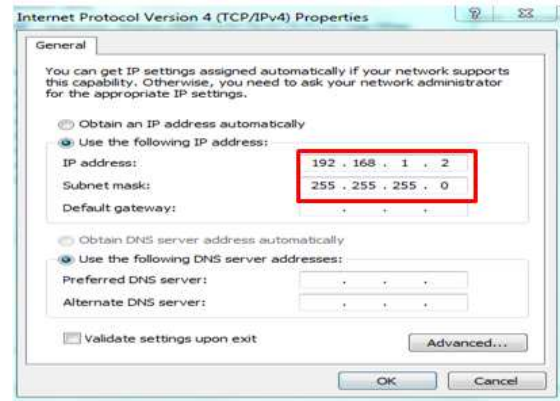 Internet Protocol Version 4 (TCP/IPv4) Properties
General
You can get IP settings assigned automatically if your network supports
this capability. Otherwise, you need to ask your network administrator
for the appropriate IP settings.
Obtain an IP address automatically
Use the following IP address:
IP address: 192 . 168 . 1 . 2
Subnet mask: 255 . 255 . 255 . 0
Default gateway: . . .
Obtain DNS server address automatically
Use the following DNS server addresses:
Preferred DNS server: . . .
Alternate DNS server: . . .
Validate settings upon exit
Advanced...
OK Cancel